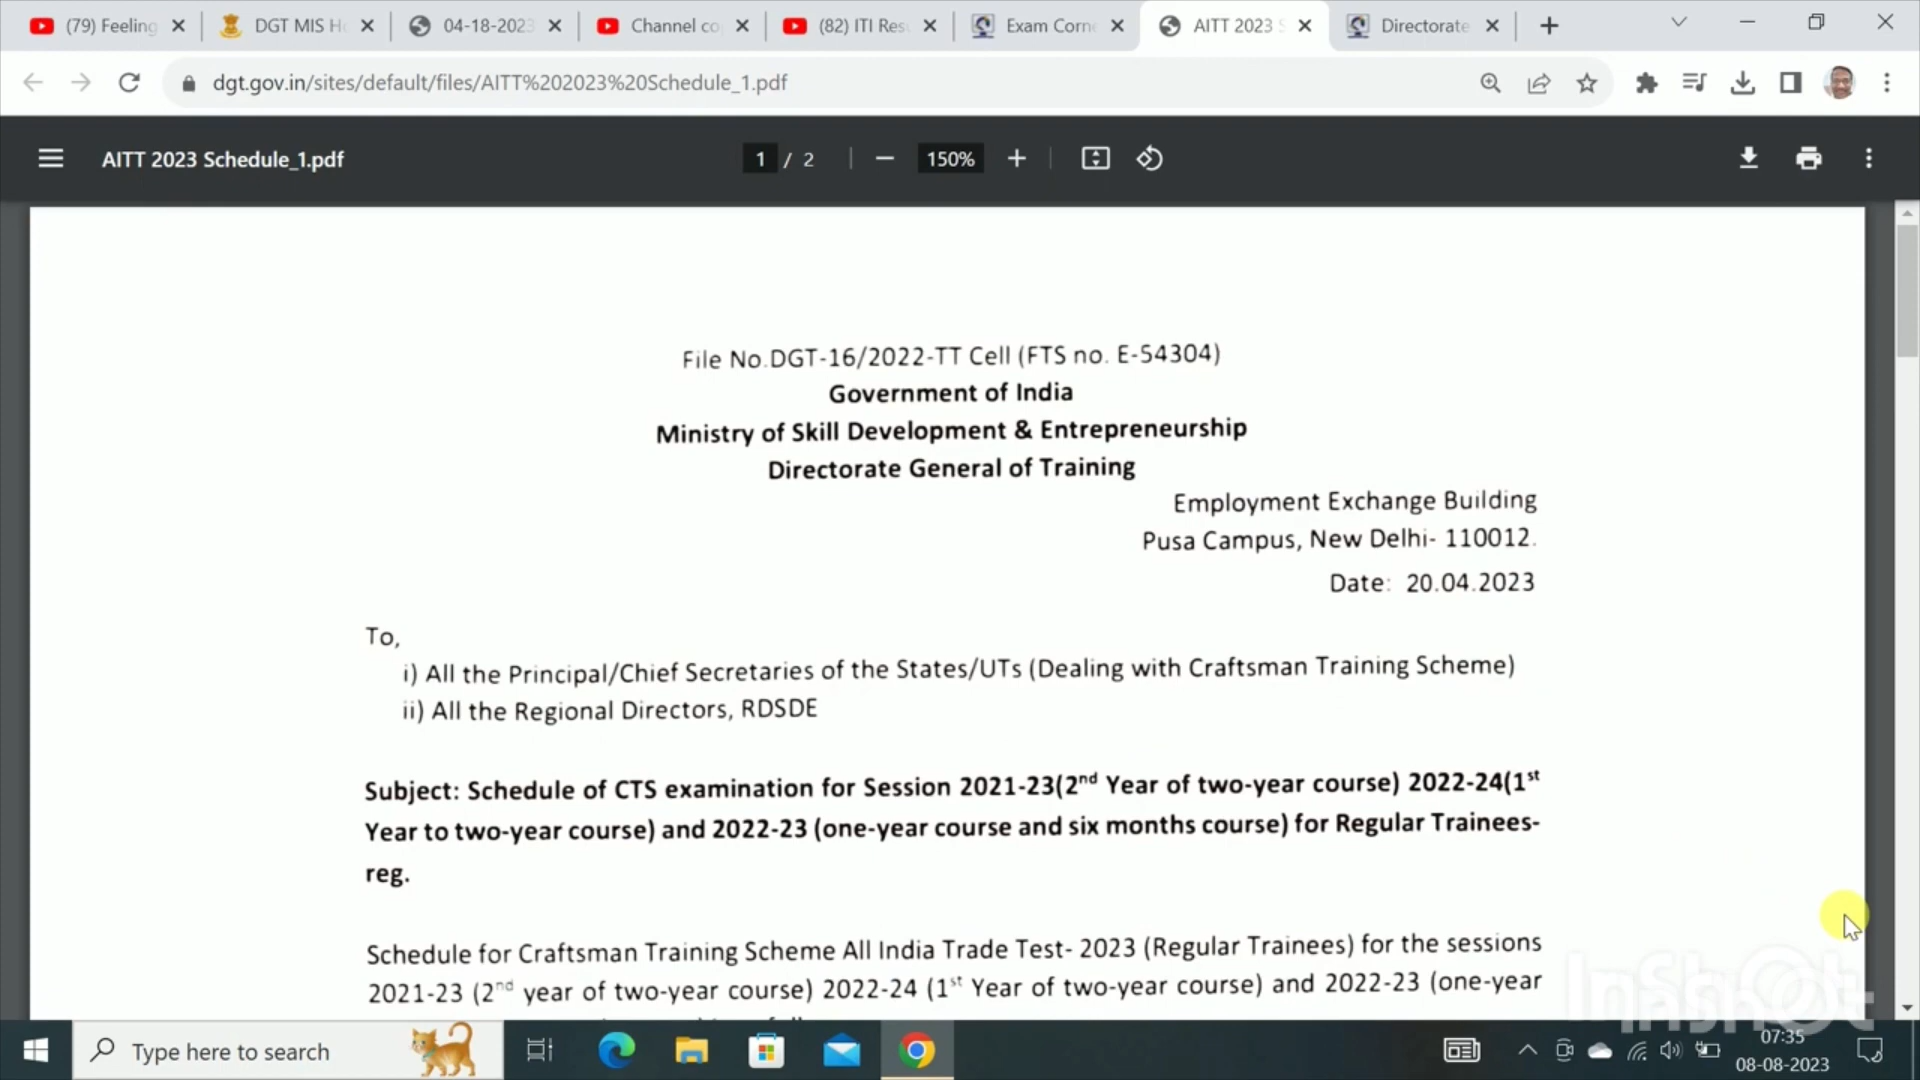 (79) Feeling
DGT MIS H
04-18-2023
Channel co
(82) ITI Res
Exam Corne
AITT 2023 S
Directorate
dgt.gov.in/sites/default/files/AITT%202023%20Schedule_1.pdf
AITT 2023 Schedule_1.pdf
1 / 2
150%
File No.DGT-16/2022-TT Cell (FTS no. E-54304)
Government of India
Ministry of Skill Development & Entrepreneurship
Directorate General of Training
Employment Exchange Building
Pusa Campus, New Delhi- 110012.
Date: 20.04.2023
To,
i) All the Principal/Chief Secretaries of the States/UTs (Dealing with Craftsman Training Scheme)
ii) All the Regional Directors, RDSDE
Subject: Schedule of CTS examination for Session 2021-23(2nd Year of two-year course) 2022-24(1st
Year to two-year course) and 2022-23 (one-year course and six months course) for Regular Trainees-
reg.
Schedule for Craftsman Training Scheme All India Trade Test- 2023 (Regular Trainees) for the sessions
2021-23 (2nd year of two-year course) 2022-24 (1st Year of two-year course) and 2022-23 (one-year
InShot
Type here to search
07:35
08-08-2023